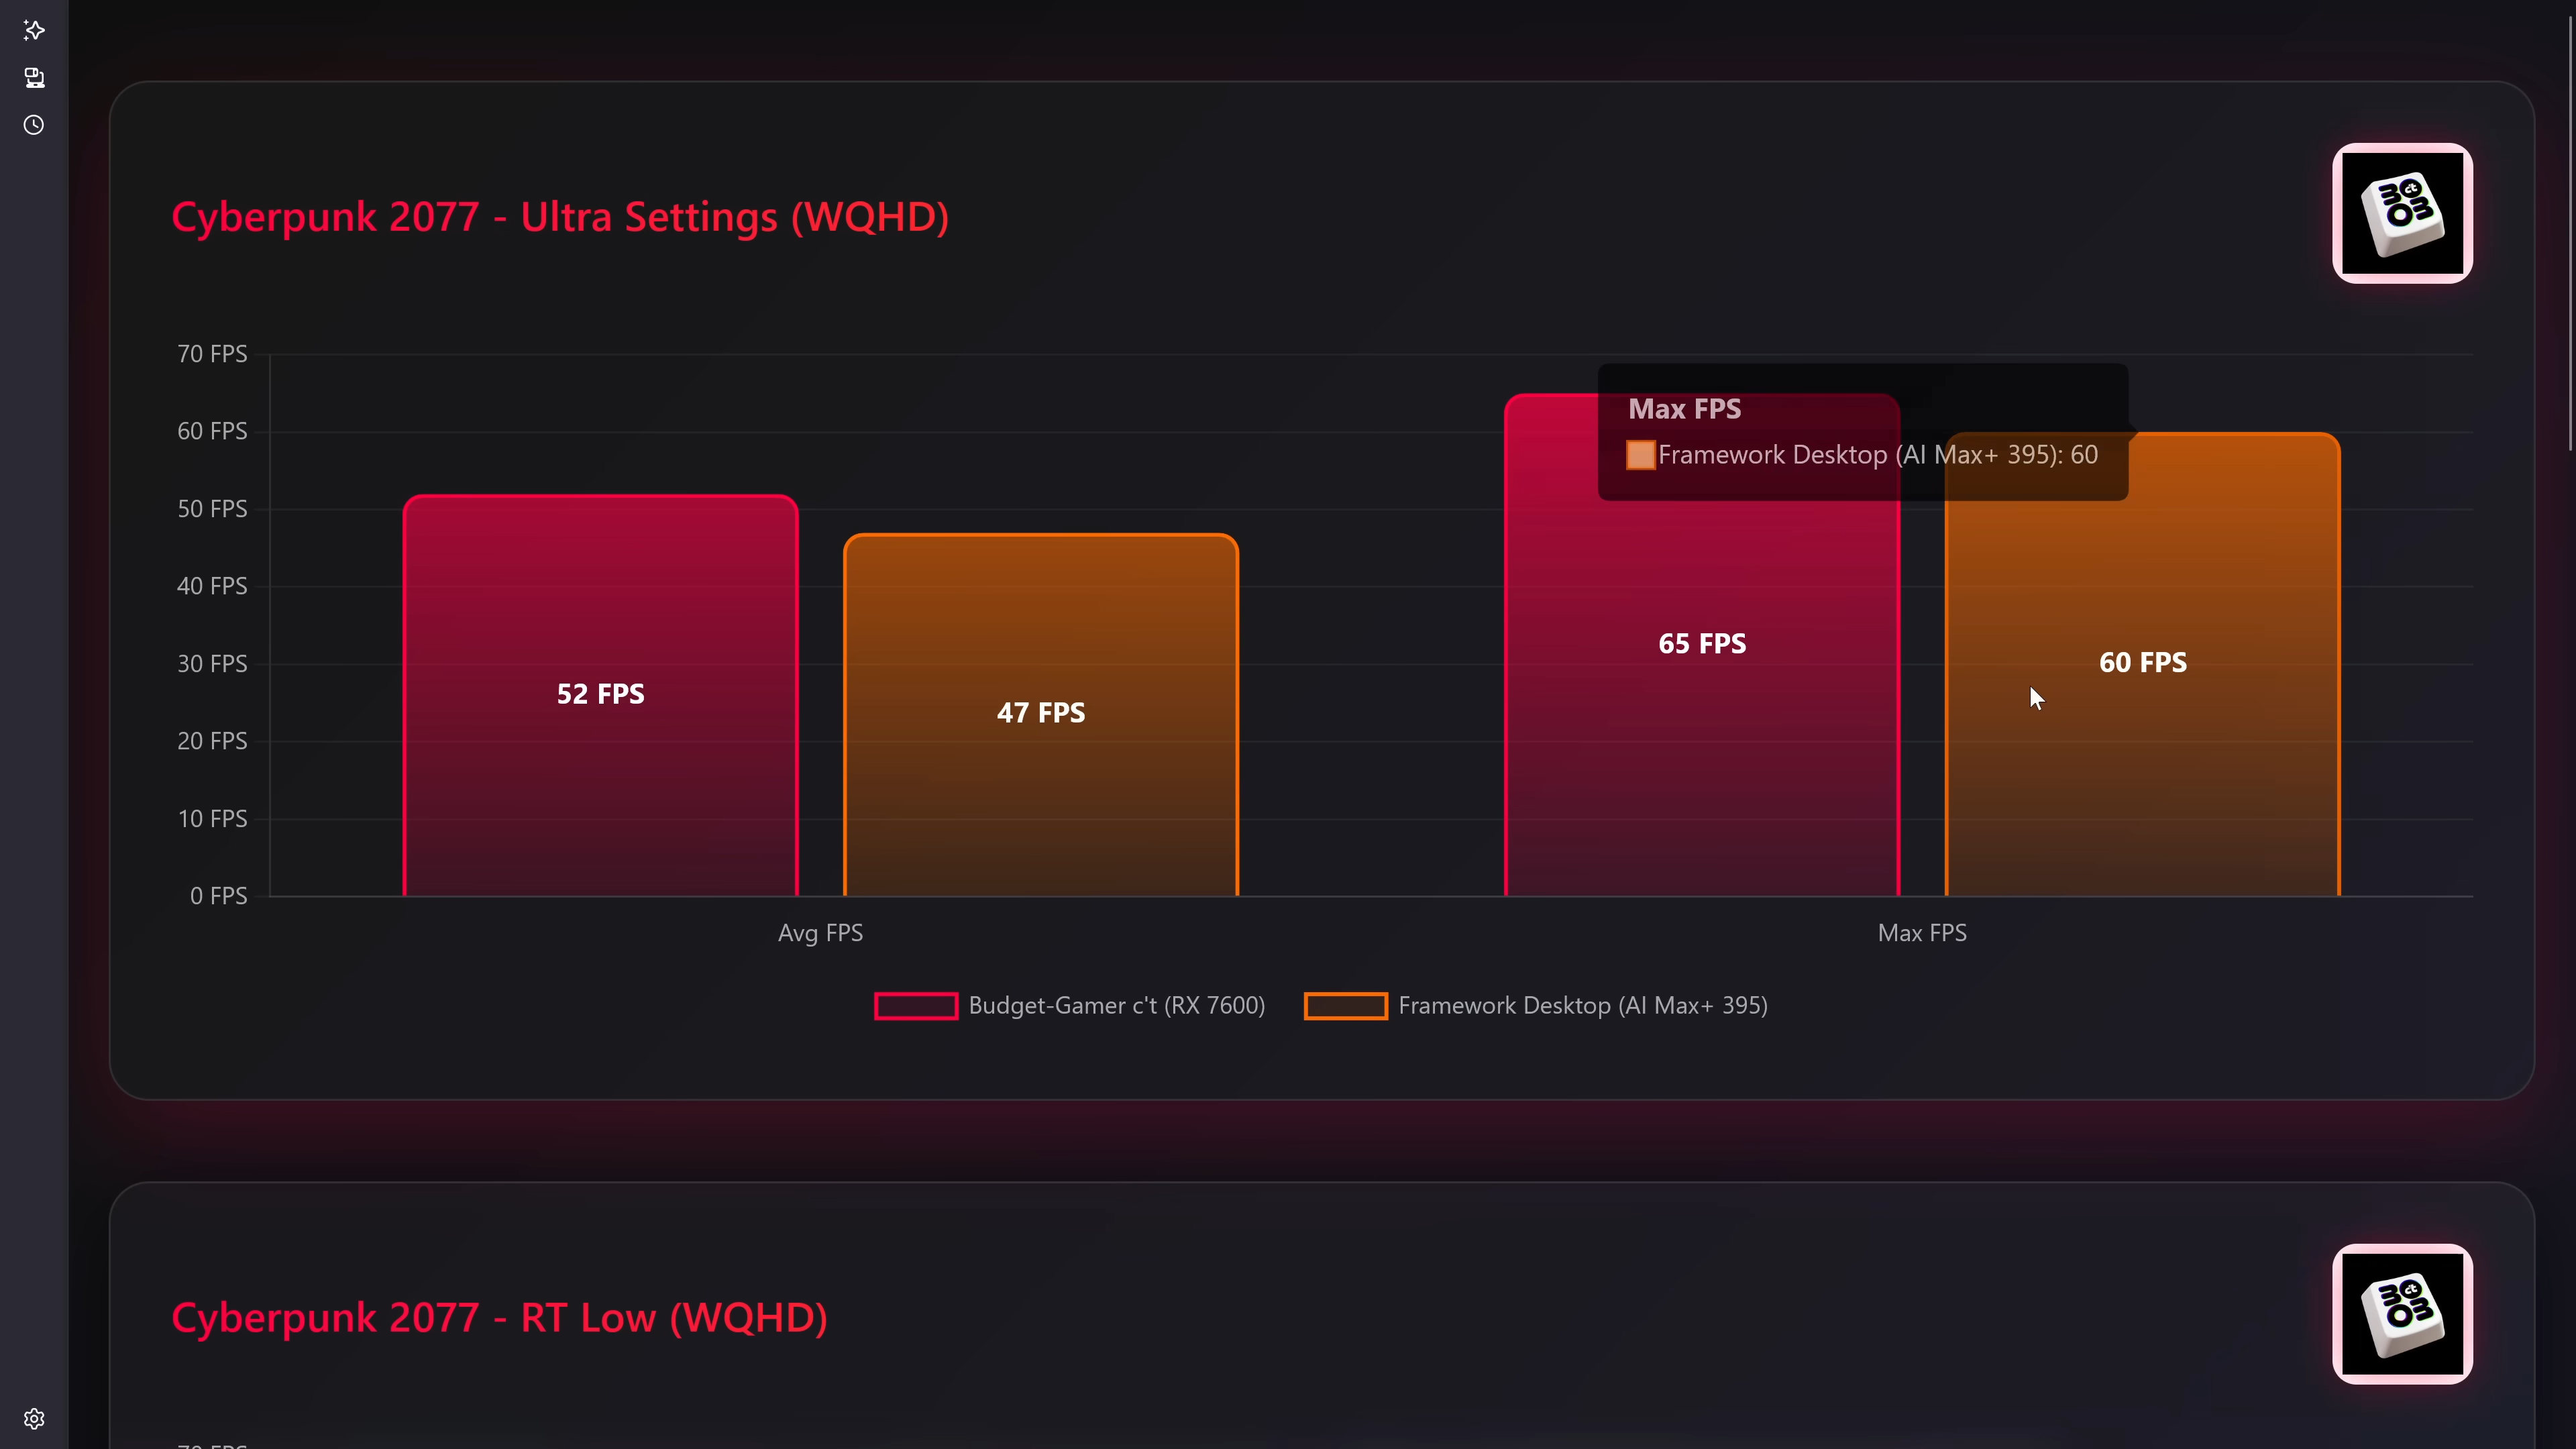 Cyberpunk 2077 - Ultra Settings (WQHD)
70 FPS
60 FPS
50 FPS
40 FPS
30 FPS
20 FPS
10 FPS
0 FPS
Max FPS
Framework Desktop (AI Max+ 395): 60
52 FPS
47 FPS
65 FPS
60 FPS
Avg FPS
Max FPS
Budget-Gamer c't (RX 7600)
Framework Desktop (AI Max+ 395)
Cyberpunk 2077 - RT Low (WQHD)
70 FPS